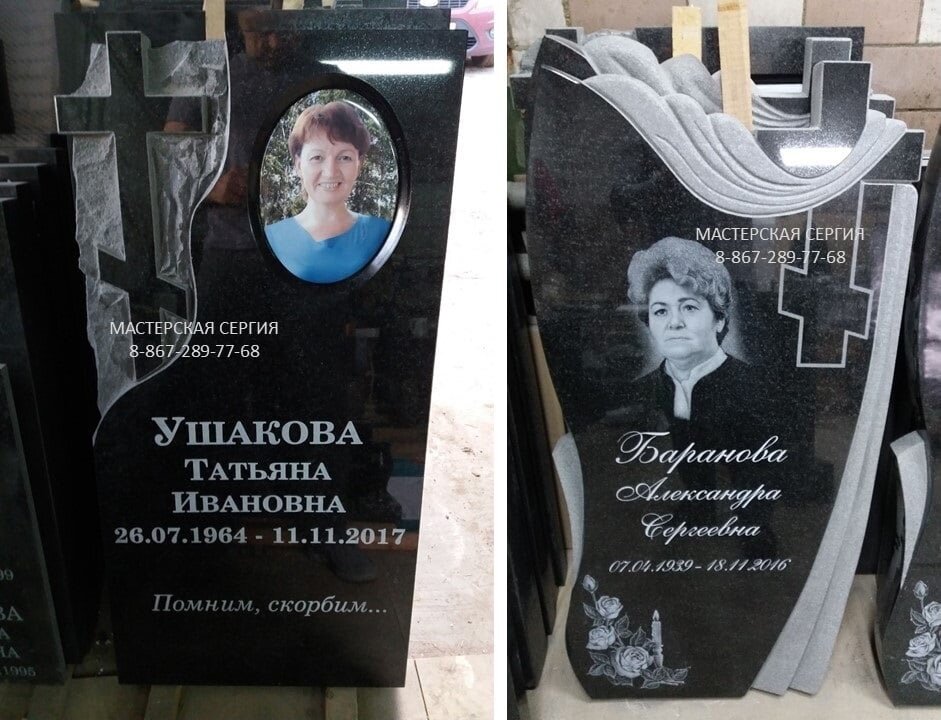 МАСТЕРСКАЯ СЕРГИЯ
8-867-289-77-68
УШАКОВА
ТАТЬЯНА
ИВАНОВНА
26.07.1964 - 11.11.2017
Помним, скорбим...
1995
МАСТЕРСКАЯ СЕРГИЯ
8-867-289-77-68
Баранова
Александра
Сергеевна
07.04.1939 - 18.11.2016